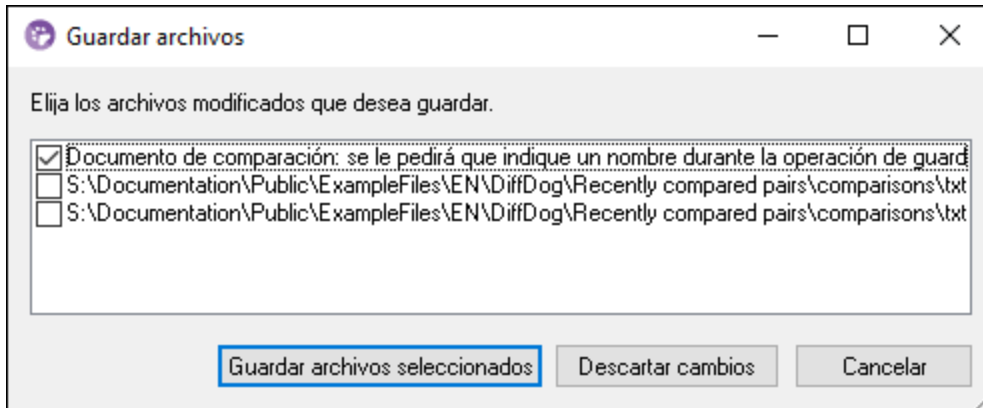 Guardar archivos
Elija los archivos modificados que desea guardar.
Documento de comparación: se le pedirá que indique un nombre durante la operación de guard
S:\Documentation\Public\ExampleFiles\EN\DiffDog\Recently compared pairs\comparisons\txt
S:\Documentation\Public\ExampleFiles\EN\DiffDog\Recently compared pairs\comparisons\txt
Guardar archivos seleccionados Descartar cambios Cancelar